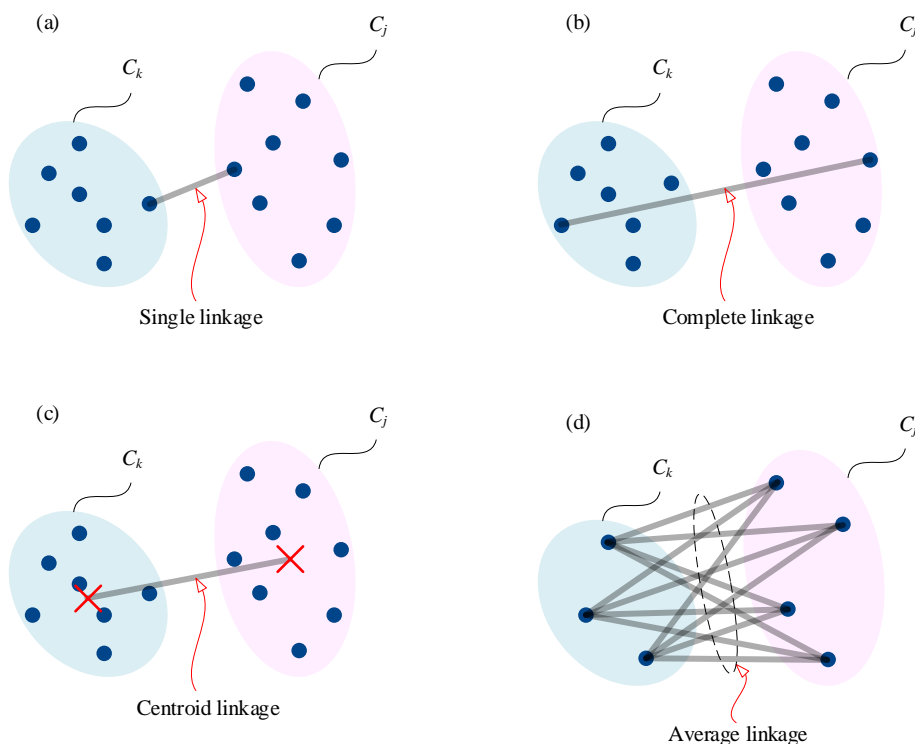 (a)
C_j
C_k
Single linkage
(b)
C_j
C_k
Complete linkage
(c)
C_j
C_k
Centroid linkage
(d)
C_j
C_k
Average linkage